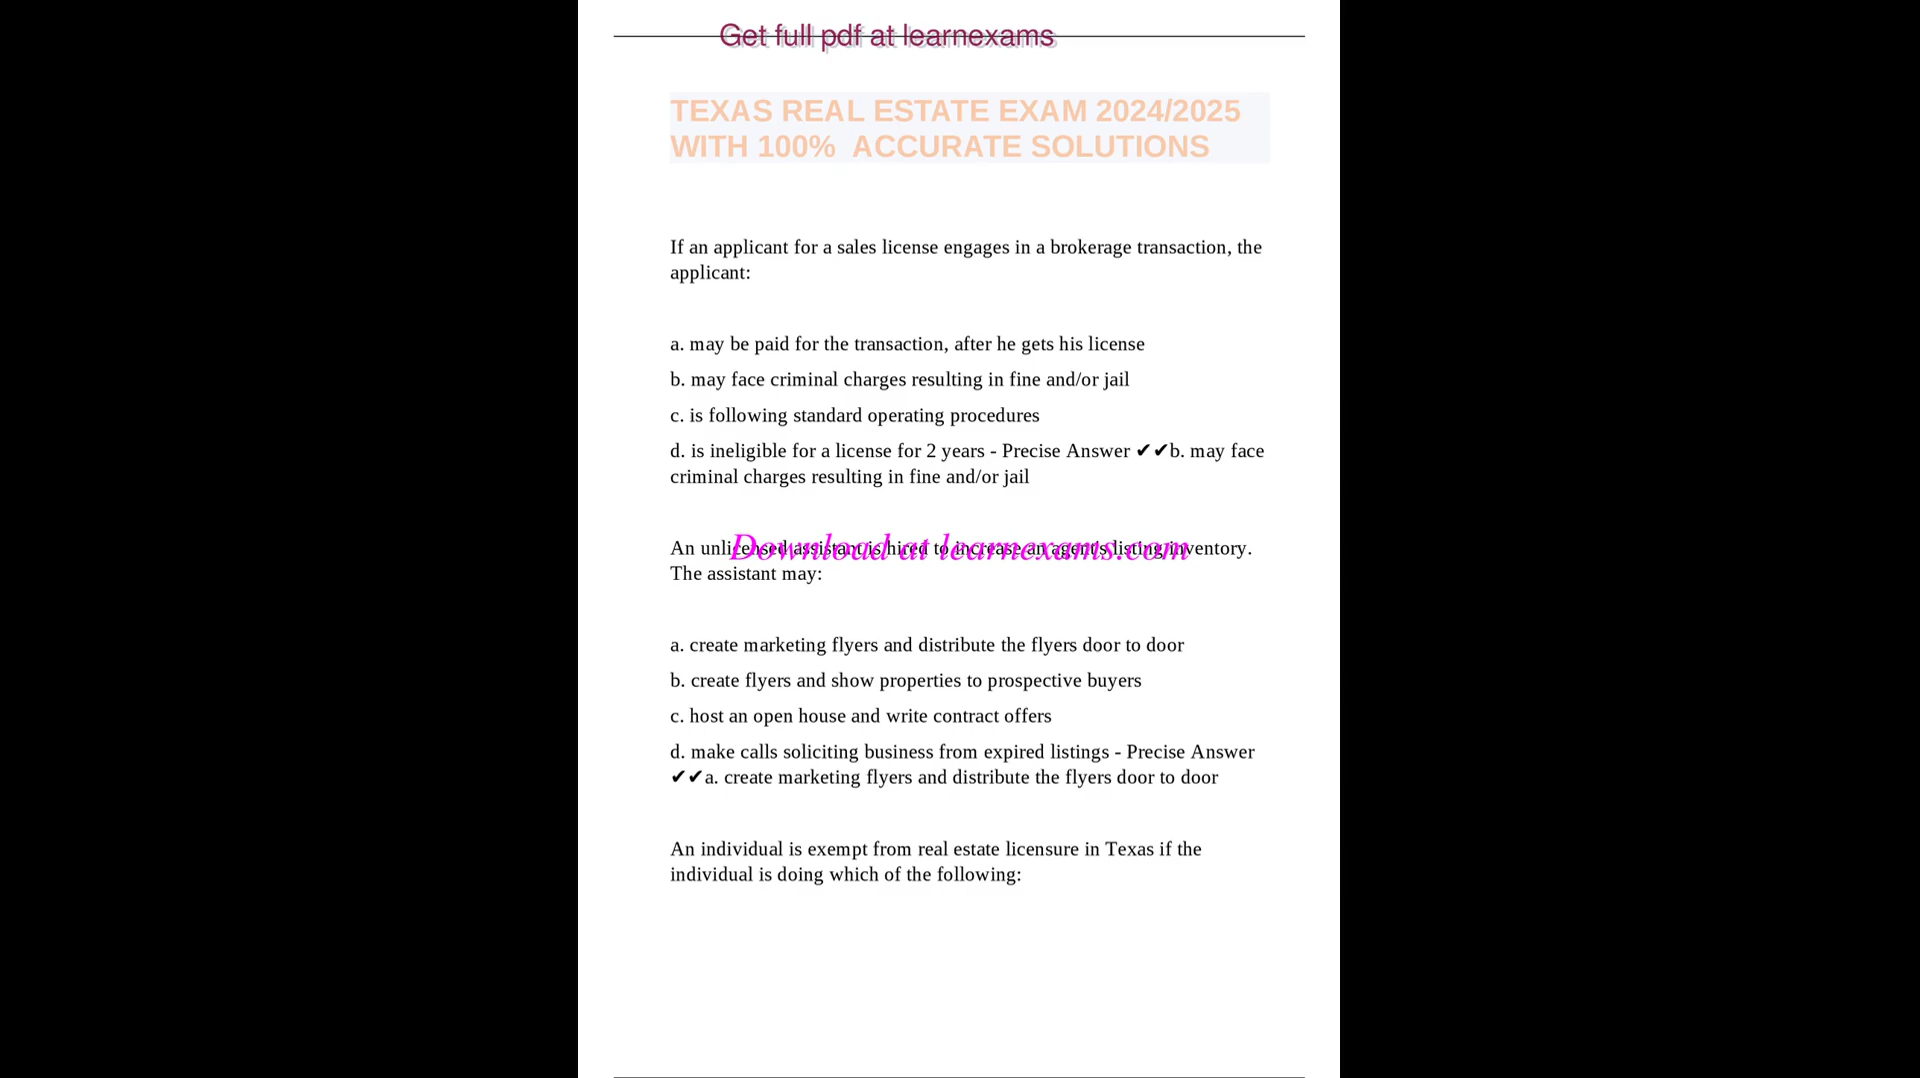 Get full pdf at learnexams
TEXAS REAL ESTATE EXAM 2024/2025
WITH 100%  ACCURATE SOLUTIONS
If an applicant for a sales license engages in a brokerage transaction, the
applicant:
a. may be paid for the transaction, after he gets his license
b. may face criminal charges resulting in fine and/or jail
c. is following standard operating procedures
d. is ineligible for a license for 2 years - Precise Answer ✔✔b. may face
criminal charges resulting in fine and/or jail
An unlicensed assistant is hired to increase an agent's listing inventory.
Download at learnexams.com
The assistant may:
a. create marketing flyers and distribute the flyers door to door
b. create flyers and show properties to prospective buyers
c. host an open house and write contract offers
d. make calls soliciting business from expired listings - Precise Answer
✔✔a. create marketing flyers and distribute the flyers door to door
An individual is exempt from real estate licensure in Texas if the
individual is doing which of the following: